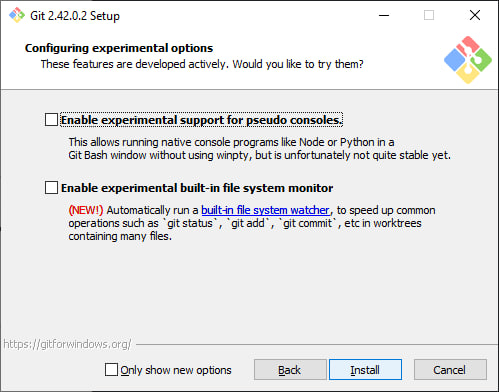 Git 2.42.0.2 Setup
Configuring experimental options
These features are developed actively. Would you like to try them?
Enable experimental support for pseudo consoles.
This allows running native console programs like Node or Python in a
Git Bash window without using winpty, but is unfortunately not quite stable yet.
Enable experimental built-in file system monitor
(NEW!) Automatically run a built-in file system watcher, to speed up common
operations such as `git status`, `git add`, `git commit`, etc in worktrees
containing many files.
https://gitforwindows.org/
Only show new options
Back
Install
Cancel